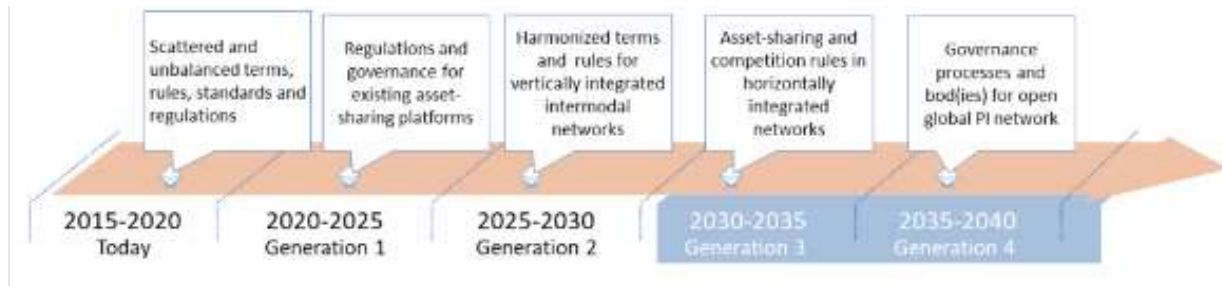 Scattered and
unbalanced terms,
rules, standards and
regulations
Regulations and
governance for
existing asset-
sharing platforms
Harmonized terms
and rules for
vertically integrated
intermodal
networks
Asset-sharing and
competition rules in
horizontally
integrated
networks
Governance
processes and
bod(ies) for open
global PI network
2015-2020
Today
2020-2025
Generation 1
2025-2030
Generation 2
2030-2035
Generation 3
2035-2040
Generation 4